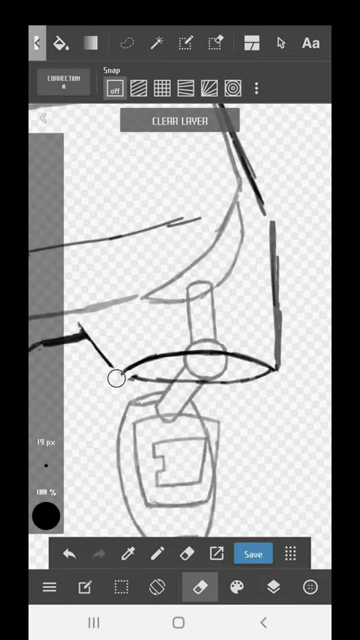 Aa
CORRECTION
Snap
off
CLEAR LAYER
19 px
100 %
Save